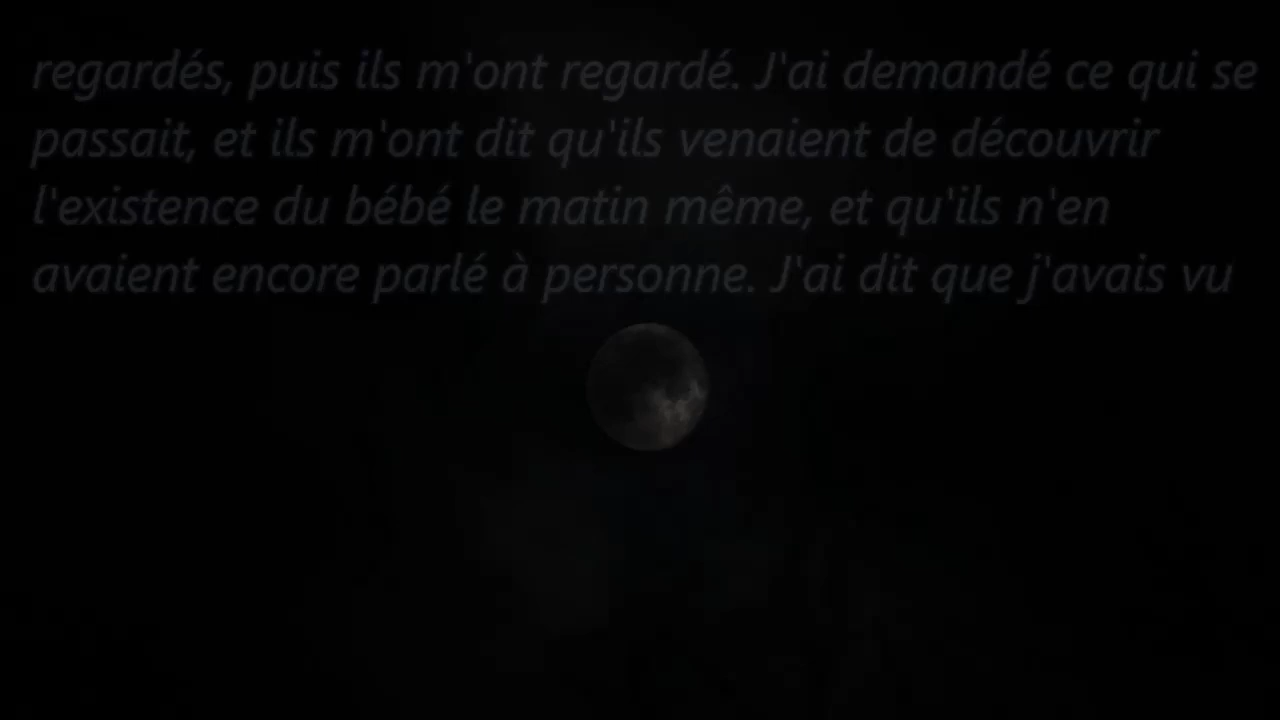 regardés, puis ils m'ont regardé. J'ai demandé ce qui se
passait, et ils m'ont dit qu'ils venaient de découvrir
l'existence du bébé le matin même, et qu'ils n'en
avaient encore parlé à personne. J'ai dit que j'avais vu